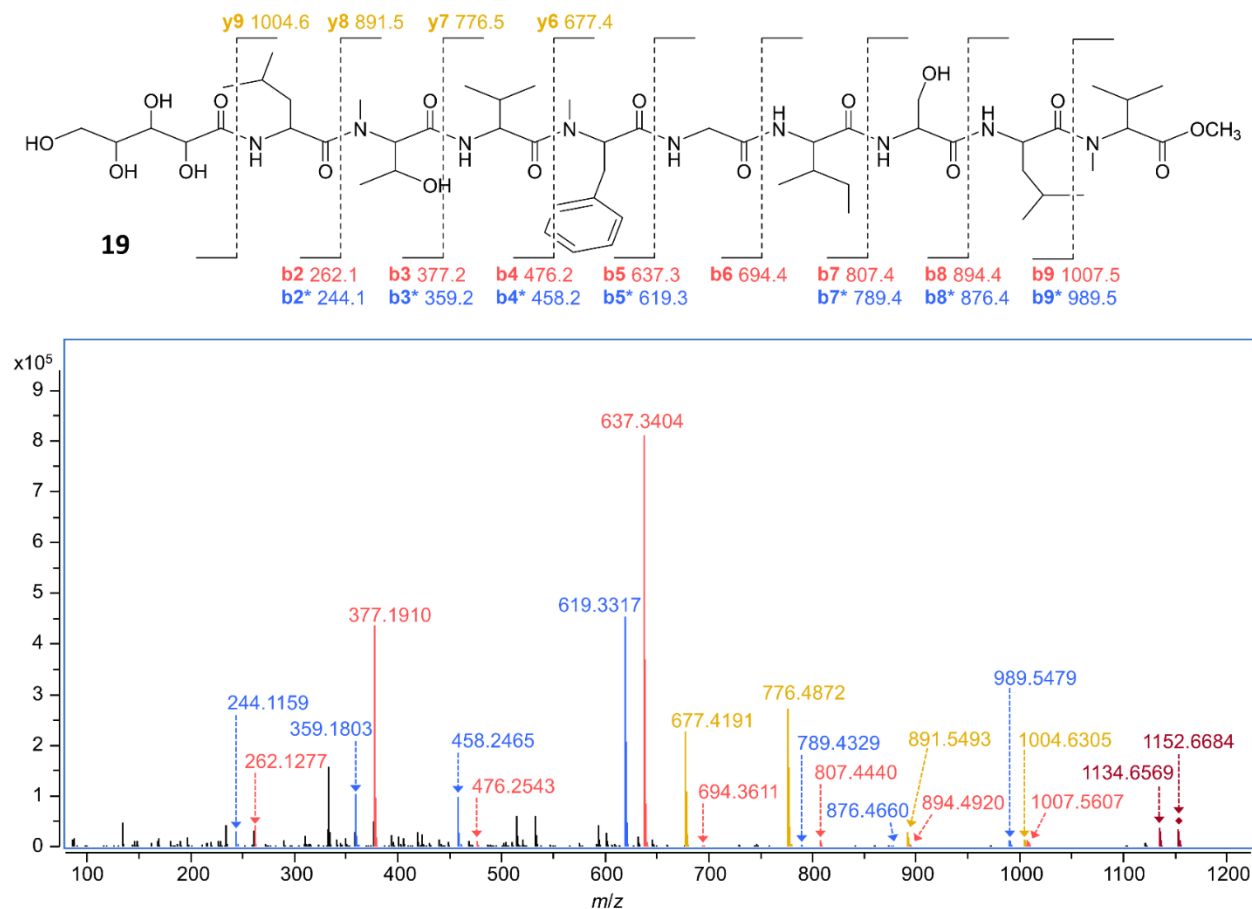 y9 1004.6 y8 891.5 y7 776.5 y6 677.4
OH
OH OH O O O O OH O
HO N N N N N N N N N OCH3
H H H H H H
OH OH O OH O O O O O
19
b2 262.1 b3 377.2 b4 476.2 b5 637.3 b6 694.4 b7 807.4 b8 894.4 b9 1007.5
b2* 244.1 b3* 359.2 b4* 458.2 b5* 619.3 b7* 789.4 b8* 876.4 b9* 989.5
x10⁵
9
8
7
6
5
4
3
2
1
0
637.3404
377.1910
619.3317
244.1159
359.1803
262.1277
458.2465
476.2543
677.4191
776.4872
694.3611
789.4329
807.4440
876.4660
891.5493
894.4920
989.5479
1004.6305
1007.5607
1134.6569
1152.6684
100 200 300 400 500 600 700 800 900 1000 1100 1200
m/z